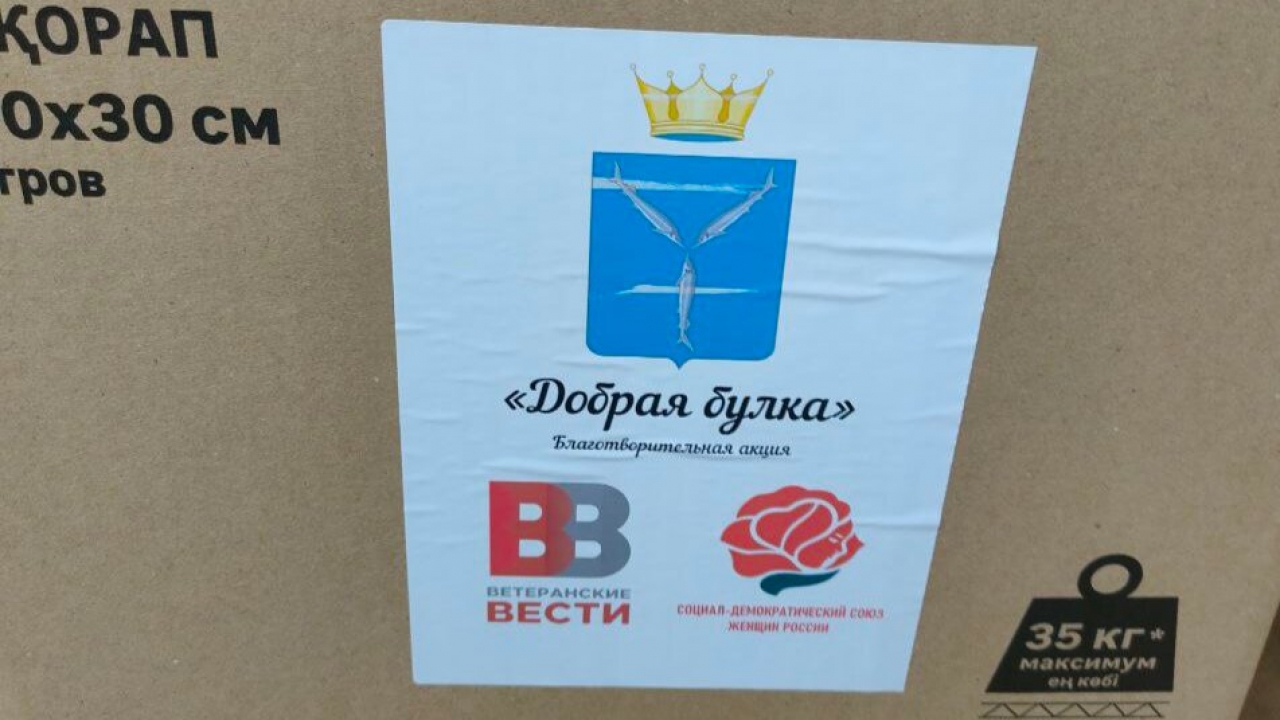 ҚОРАП
0х30 см
тров
«Добрая булка»
Благотворительная акция
ВВ
ВЕТЕРАНСКИЕ
ВЕСТИ
СОЦИАЛ-ДЕМОКРАТИЧЕСКИЙ СОЮЗ
ЖЕНЩИН РОССИИ
35 кг*
максимум
ең көбі